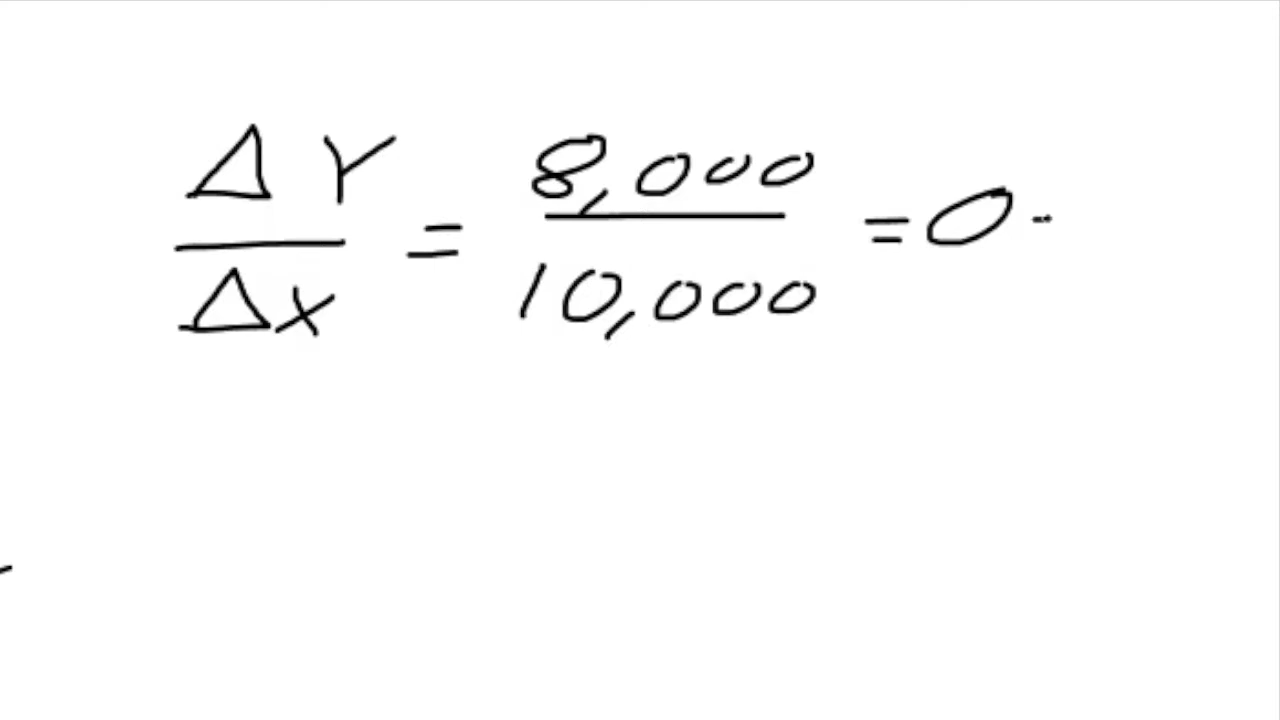 ΔY/Δx = 8,000/10,000 = 0.